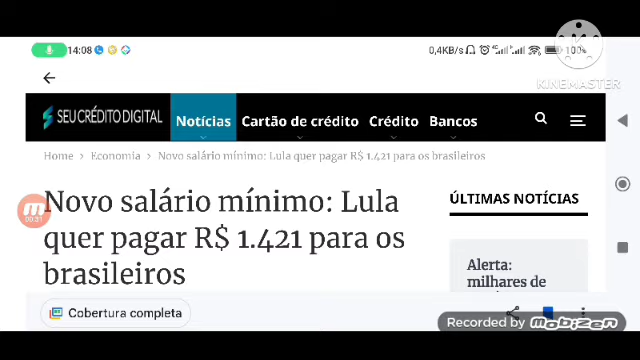 14:08
0,4KB/s
100%
KINEMASTER
SEU CRÉDITO DIGITAL Notícias Cartão de crédito Crédito Bancos
Home > Economia > Novo salário mínimo: Lula quer pagar R$ 1.421 para os brasileiros
Novo salário mínimo: Lula
quer pagar R$ 1.421 para os
brasileiros
00:31
ÚLTIMAS NOTÍCIAS
Alerta:
milhares de
Cobertura completa
Recorded by mobizen